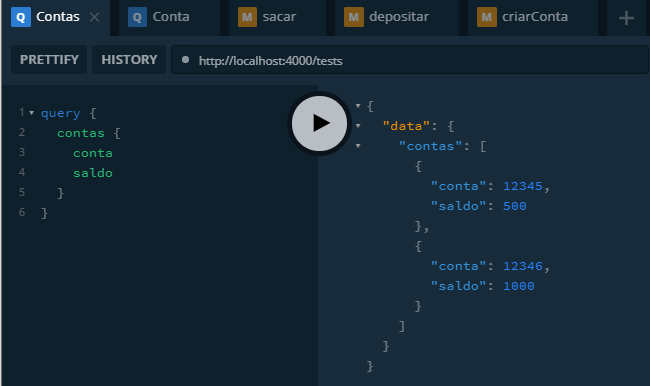 Q Contas ×
Q Conta
M sacar
M depositar
M criarConta
+
PRETTIFY
HISTORY
http://localhost:4000/tests
1 query {
2 contas {
3 conta
4 saldo
5 }
6 }
{
"data": {
"contas": [
{
"conta": 12345,
"saldo": 500
},
{
"conta": 12346,
"saldo": 1000
}
]
}
}